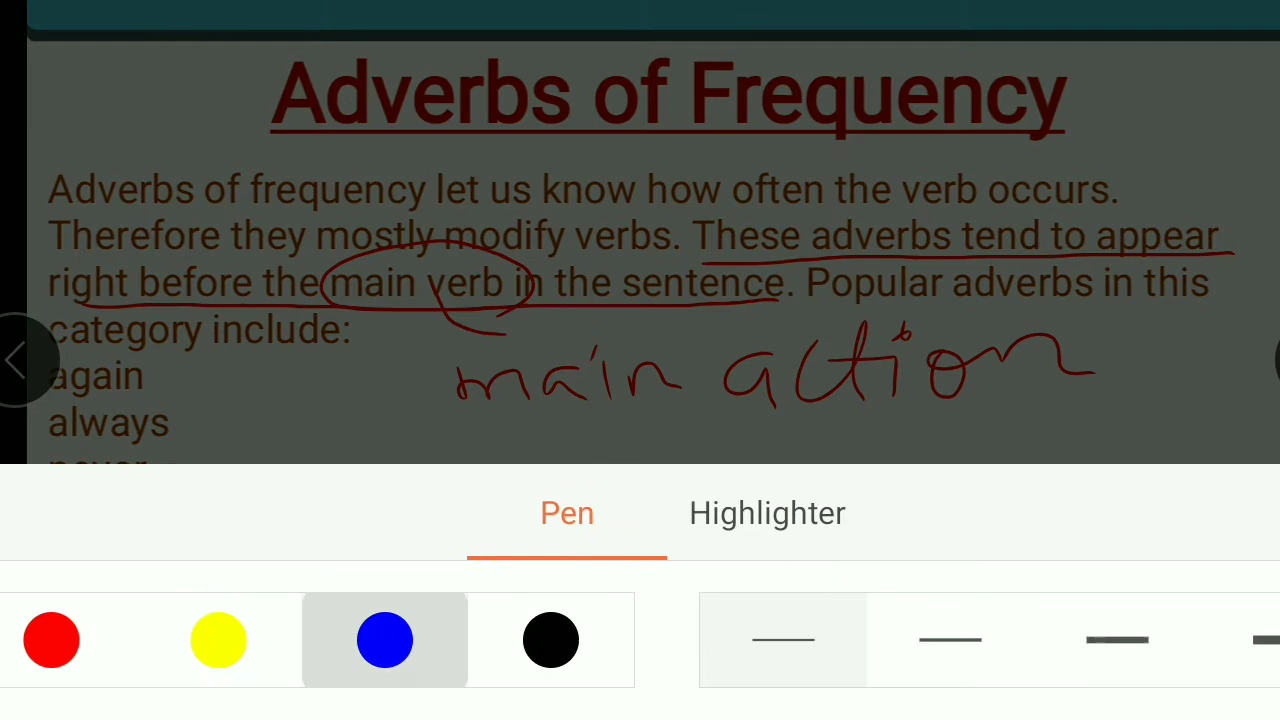 Adverbs of Frequency
Adverbs of frequency let us know how often the verb occurs.
Therefore they mostly modify verbs. These adverbs tend to appear
right before the main verb in the sentence. Popular adverbs in this
category include:
again
main action
always
never
Pen Highlighter